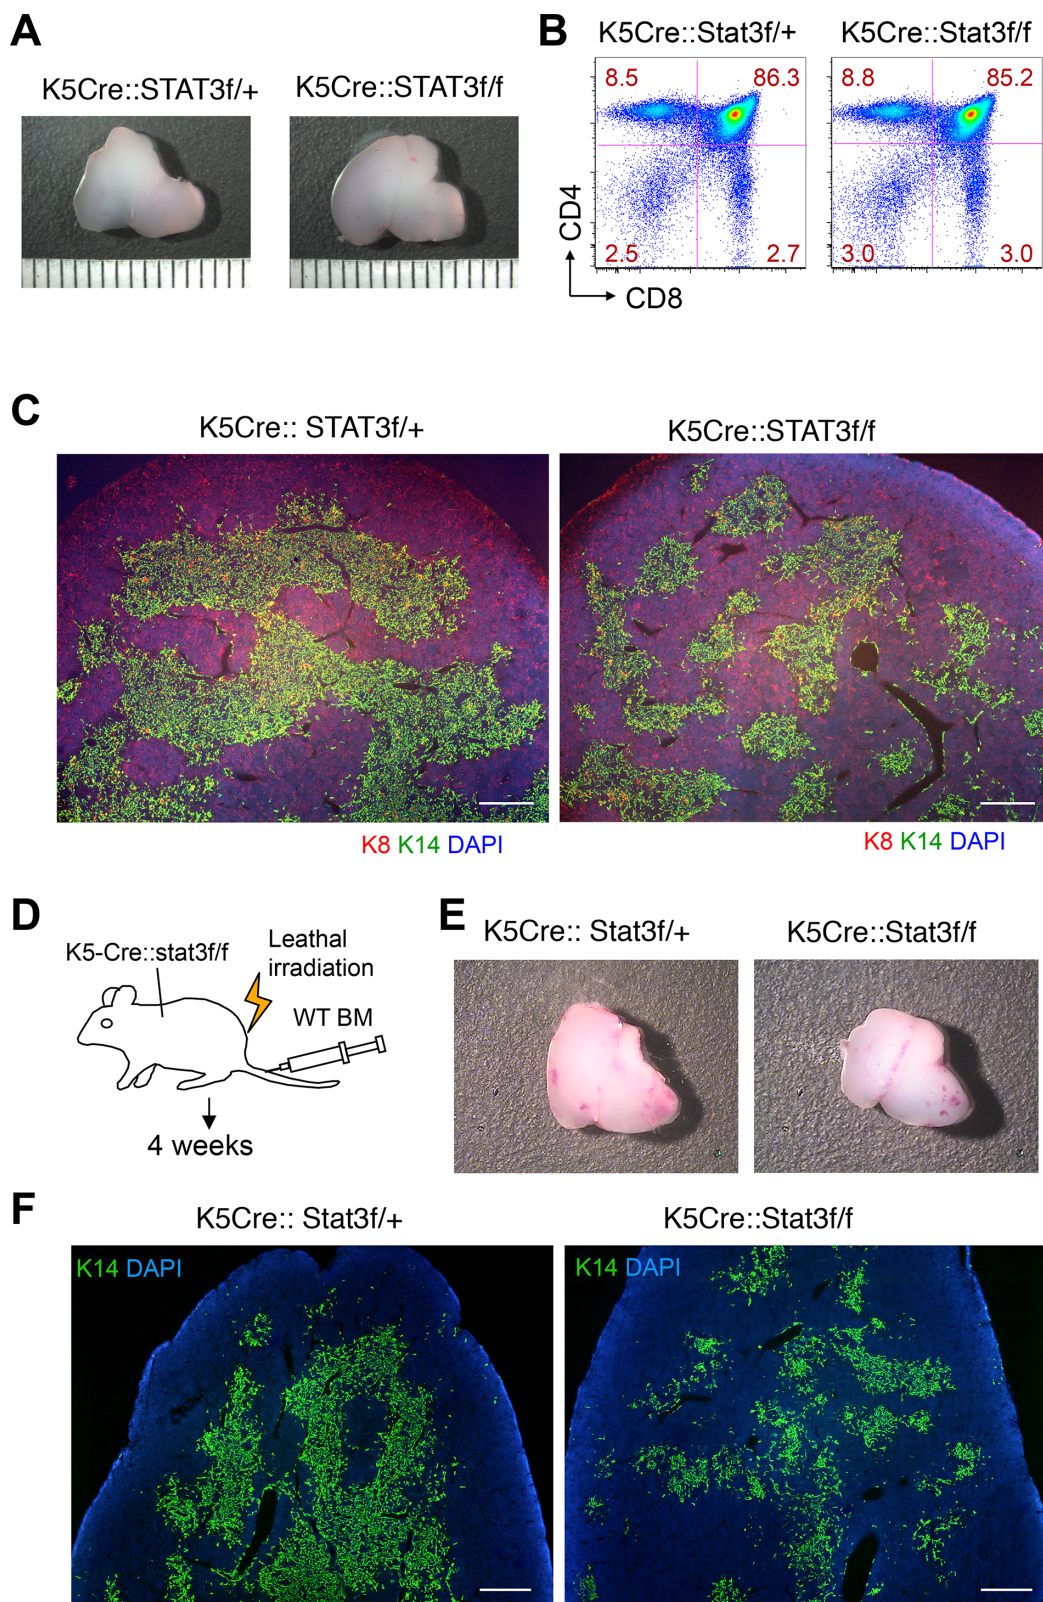 A
K5Cre::STAT3f/+
K5Cre::STAT3f/f
B
K5Cre::Stat3f/+
K5Cre::Stat3f/f
8.5
86.3
2.5
2.7
8.8
85.2
3.0
3.0
CD4
CD8
C
K5Cre:: STAT3f/+
K5Cre::STAT3f/f
K8 K14 DAPI
K8 K14 DAPI
D
K5-Cre::stat3f/f
Leathal
irradiation
WT BM
4 weeks
E
K5Cre:: Stat3f/+
K5Cre::Stat3f/f
F
K5Cre:: Stat3f/+
K5Cre::Stat3f/f
K14 DAPI
K14 DAPI